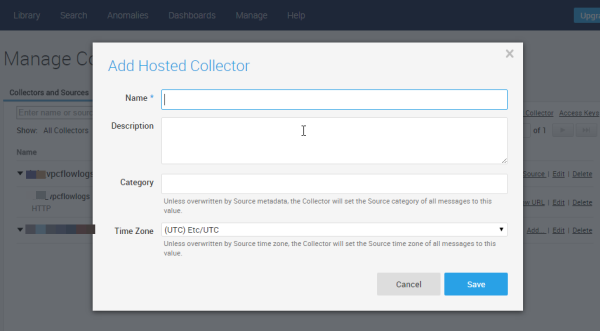 Library Search Anomalies Dashboards Manage Help Upgra
Manage Co
Add Hosted Collector
×
Collectors and Sources
Name *
Enter name or sourc
Collector Access Keys
Description
Show: All Collectors
of 1
Name
vpcflowlogs
Source | Edit | Delete
Category
_vpcflowlogs
HTTP
URL | Edit | Delete
Unless overwritten by Source metadata, the Collector will set the Source category of all messages to this
value.
Time Zone (UTC) Etc/UTC
Add... | Edit | Delete
Unless overwritten by Source time zone, the Collector will set the Source time zone of all messages to this
value.
Cancel Save